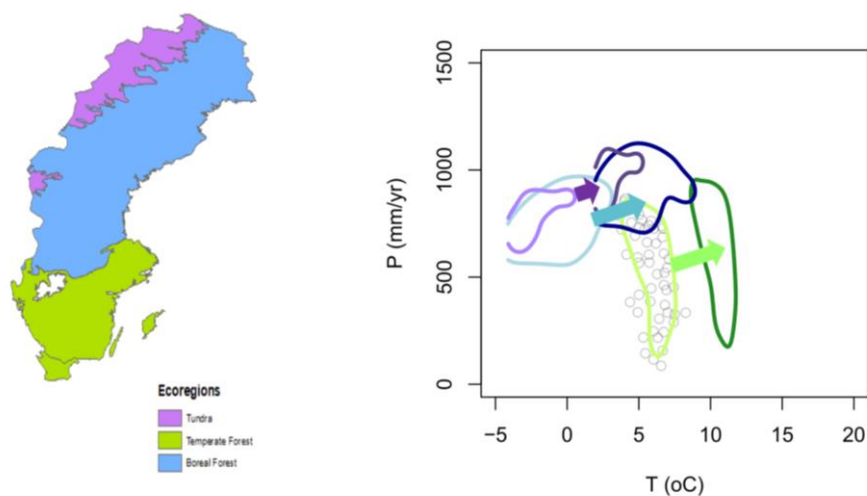 Ecoregions
Tundra
Temperate Forest
Boreal Forest
P (mm/yr)
1500
1000
500
0
−5 0 5 10 15 20
T (oC)